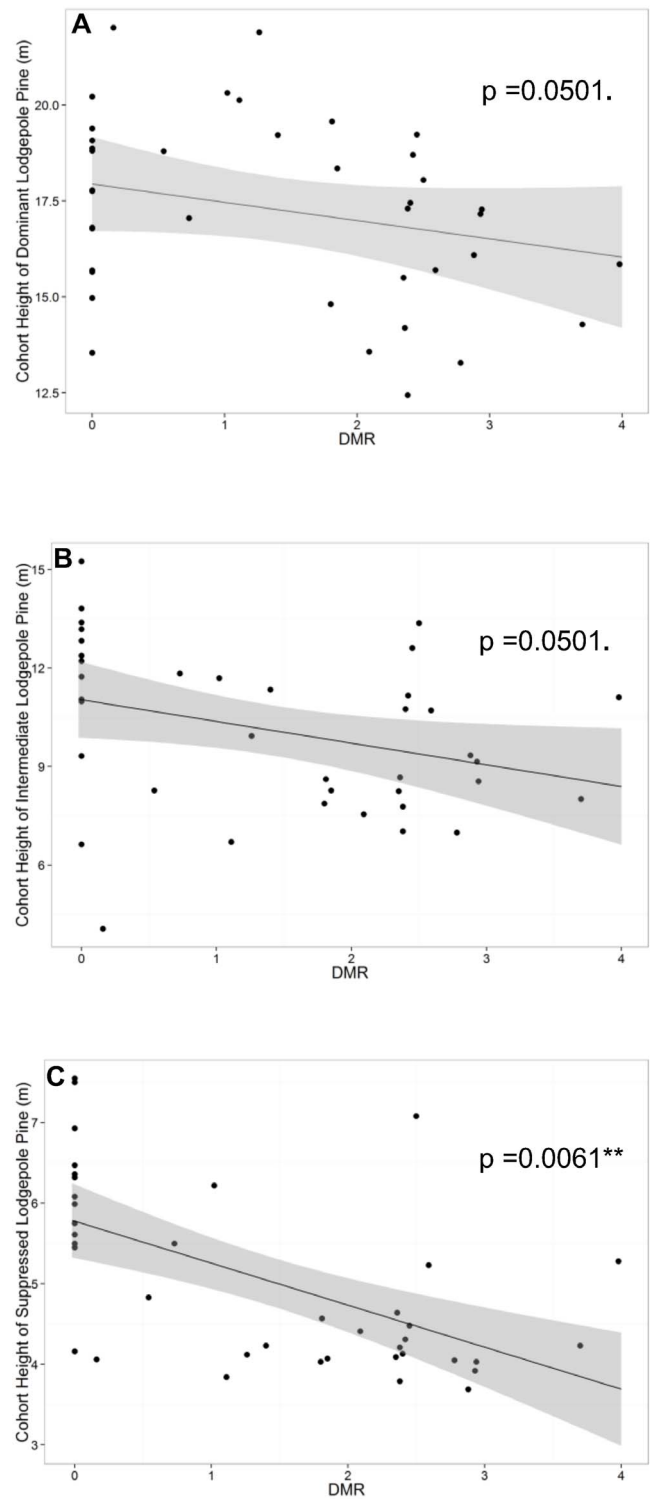 A
p =0.0501.
Cohort Height of Dominant Lodgepole Pine (m)
20.0
17.5
15.0
12.5
0 1 2 3 4
DMR
B
p =0.0501.
Cohort Height of Intermediate Lodgepole Pine (m)
15
12
9
6
0 1 2 3 4
DMR
C
p =0.0061**
Cohort Height of Suppressed Lodgepole Pine (m)
7
6
5
4
3
0 1 2 3 4
DMR